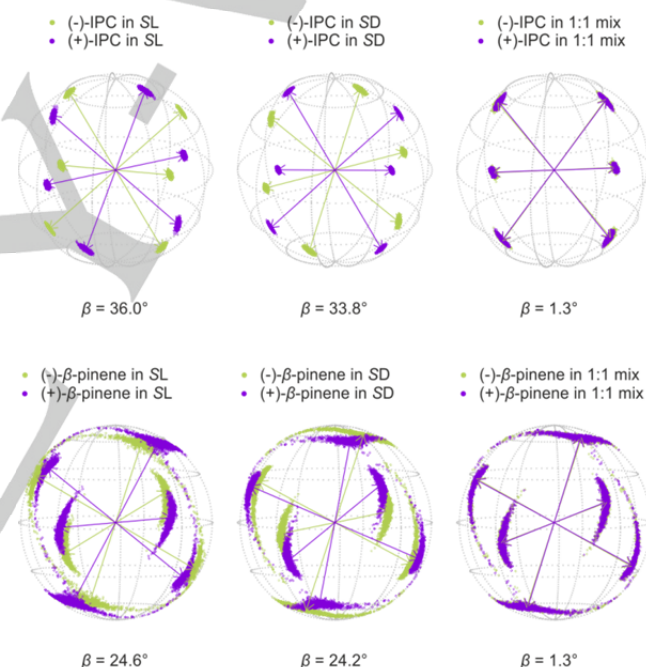 (-)-IPC in SL
(+)-IPC in SL
(-)-IPC in SD
(+)-IPC in SD
(-)-IPC in 1:1 mix
(+)-IPC in 1:1 mix
β = 36.0°
β = 33.8°
β = 1.3°
(-)-β-pinene in SL
(+)-β-pinene in SL
(-)-β-pinene in SD
(+)-β-pinene in SD
(-)-β-pinene in 1:1 mix
(+)-β-pinene in 1:1 mix
β = 24.6°
β = 24.2°
β = 1.3°